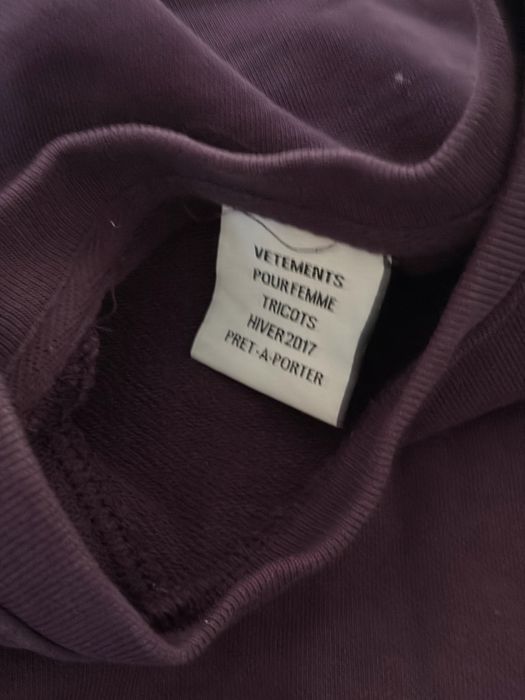 VETEMENTS
POUR FEMME
TRICOTS
HIVER 2017
PRET-A-PORTER